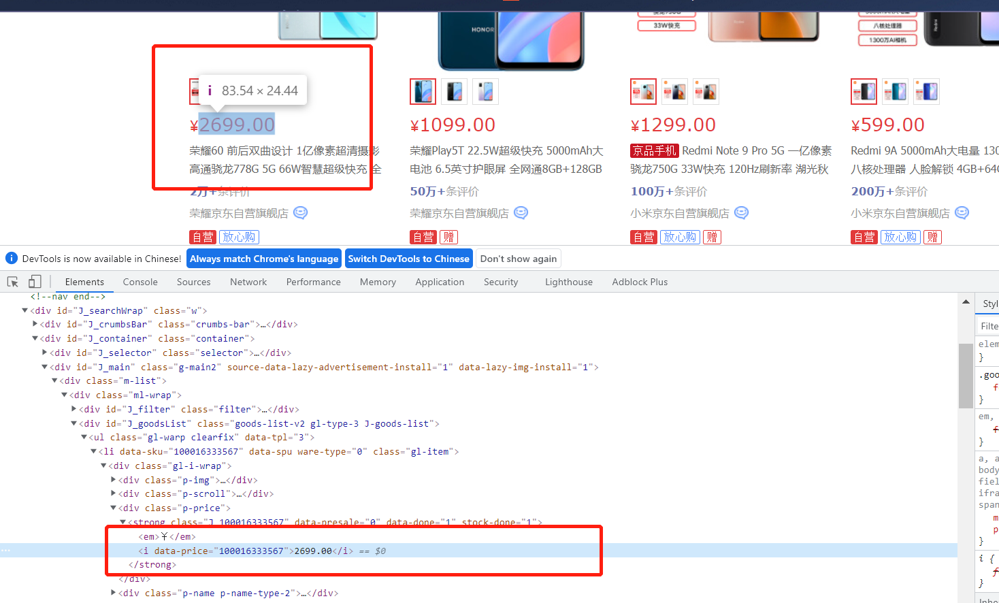 HONOR
33W快充
八核处理器
1300万AI相机
Redmi
i 83.54 × 24.44
¥2699.00
¥1099.00
¥1299.00
¥599.00
荣耀60 前后双曲设计 1亿像素超清摄影
高通骁龙778G 5G 66W智慧超级快充 全
荣耀Play5T 22.5W超级快充 5000mAh大
电池 6.5英寸护眼屏 全网通8GB+128GB
京品手机 Redmi Note 9 Pro 5G 一亿像素
骁龙750G 33W快充 120Hz刷新率 湖光秋
Redmi 9A 5000mAh大电量 130
八核处理器 人脸解锁 4GB+64G
2万+条评价
50万+条评价
100万+条评价
200万+条评价
荣耀京东自营旗舰店
荣耀京东自营旗舰店
小米京东自营旗舰店
小米京东自营旗舰店
自营 放心购
自营 赠
自营 放心购 赠
自营 放心购 赠
DevTools is now available in Chinese! Always match Chrome's language Switch DevTools to Chinese Don't show again
Elements Console Sources Network Performance Memory Application Security Lighthouse Adblock Plus
<!--nav end-->
<div id="J_searchWrap" class="w">
<div id="J_crumbsBar" class="crumbs-bar">…</div>
<div id="J_container" class="container">
<div id="J_selector" class="selector">…</div>
<div id="J_main" class="g-main2" source-data-lazy-advertisement-install="1" data-lazy-img-install="1">
<div class="m-list">
<div class="ml-wrap">
<div id="J_filter" class="filter">…</div>
<div id="J_goodsList" class="goods-list-v2 gl-type-3 J-goods-list">
<ul class="gl-warp clearfix" data-tpl="3">
<li data-sku="100016333567" data-spu ware-type="0" class="gl-item">
<div class="gl-i-wrap">
<div class="p-img">…</div>
<div class="p-scroll">…</div>
<div class="p-price">
<strong class="J_100016333567" data-presale="0" data-done="1" stock-done="1">
<em>¥</em>
<i data-price="100016333567">2699.00</i> == $0
</strong>
</div>
<div class="p-name p-name-type-2">…</div>
Styl
Filte
elem
}
.goo
f
}
em,
f
}
a, a
body
fiel
ifra
span
m
p
}
i {
f
}
Inhe